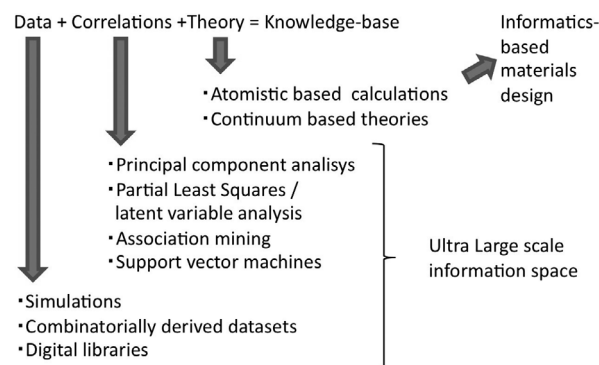 Data + Correlations +Theory = Knowledge-base
Informatics-
based
materials
design
・Atomistic based calculations
・Continuum based theories
・Principal component analisys
・Partial Least Squares /
latent variable analysis
・Association mining
・Support vector machines
Ultra Large scale
information space
・Simulations
・Combinatorially derived datasets
・Digital libraries